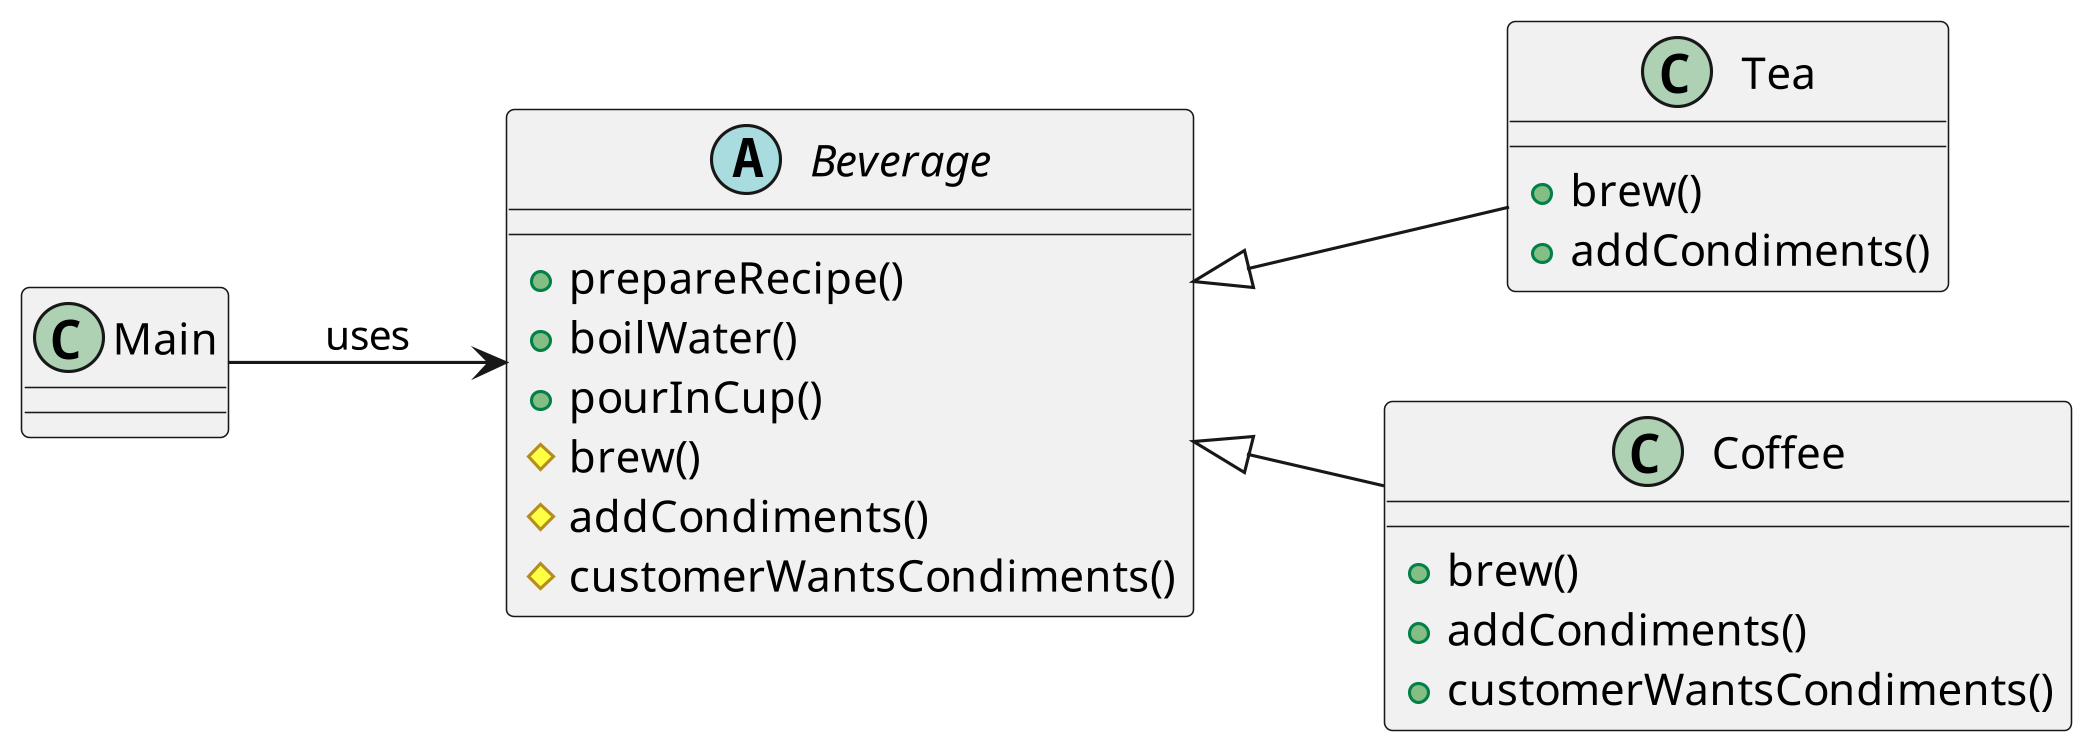 C Main
uses
A Beverage
prepareRecipe()
boilWater()
pourInCup()
brew()
addCondiments()
customerWantsCondiments()
C Tea
brew()
addCondiments()
C Coffee
brew()
addCondiments()
customerWantsCondiments()